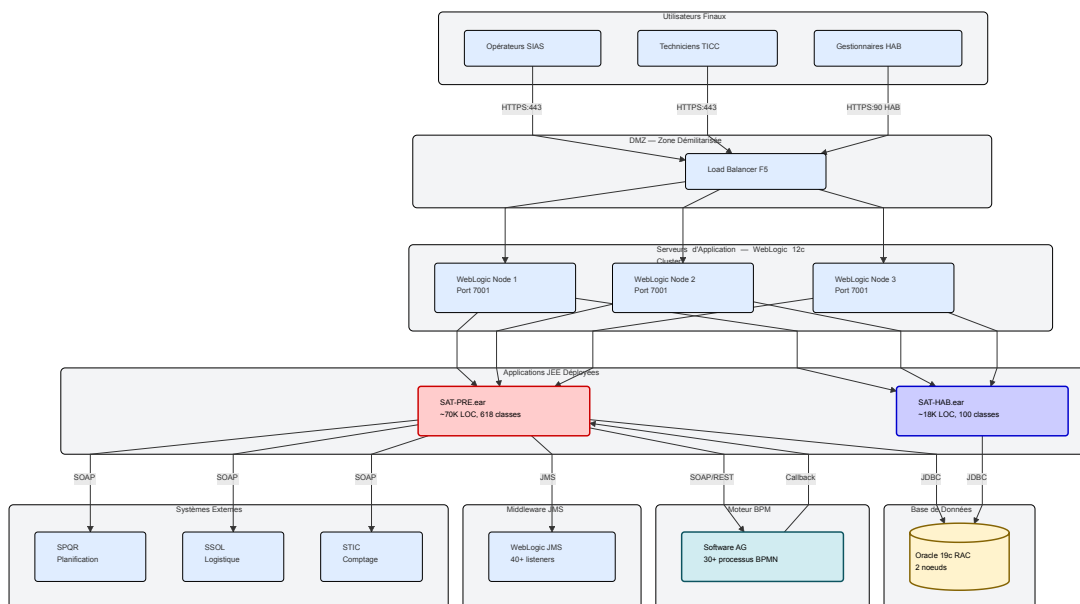 Utilisateurs Finaux
Opérateurs SIAS
Techniciens TICC
Gestionnaires HAB
HTTPS:443
HTTPS:443
HTTPS:90 HAB
DMZ — Zone Démilitarisée
Load Balancer F5
Serveurs d'Application — WebLogic 12c
Cluster
WebLogic Node 1
Port 7001
WebLogic Node 2
Port 7001
WebLogic Node 3
Port 7001
Applications JEE Déployées
SAT-PRE.ear
~70K LOC, 618 classes
SAT-HAB.ear
~18K LOC, 100 classes
SOAP
SOAP
SOAP
JMS
SOAP/REST
Callback
JDBC
JDBC
Systèmes Externes
Middleware JMS
Moteur BPM
Base de Données
SPQR
Planification
SSOL
Logistique
STIC
Comptage
WebLogic JMS
40+ listeners
Software AG
30+ processus BPMN
Oracle 19c RAC
2 noeuds